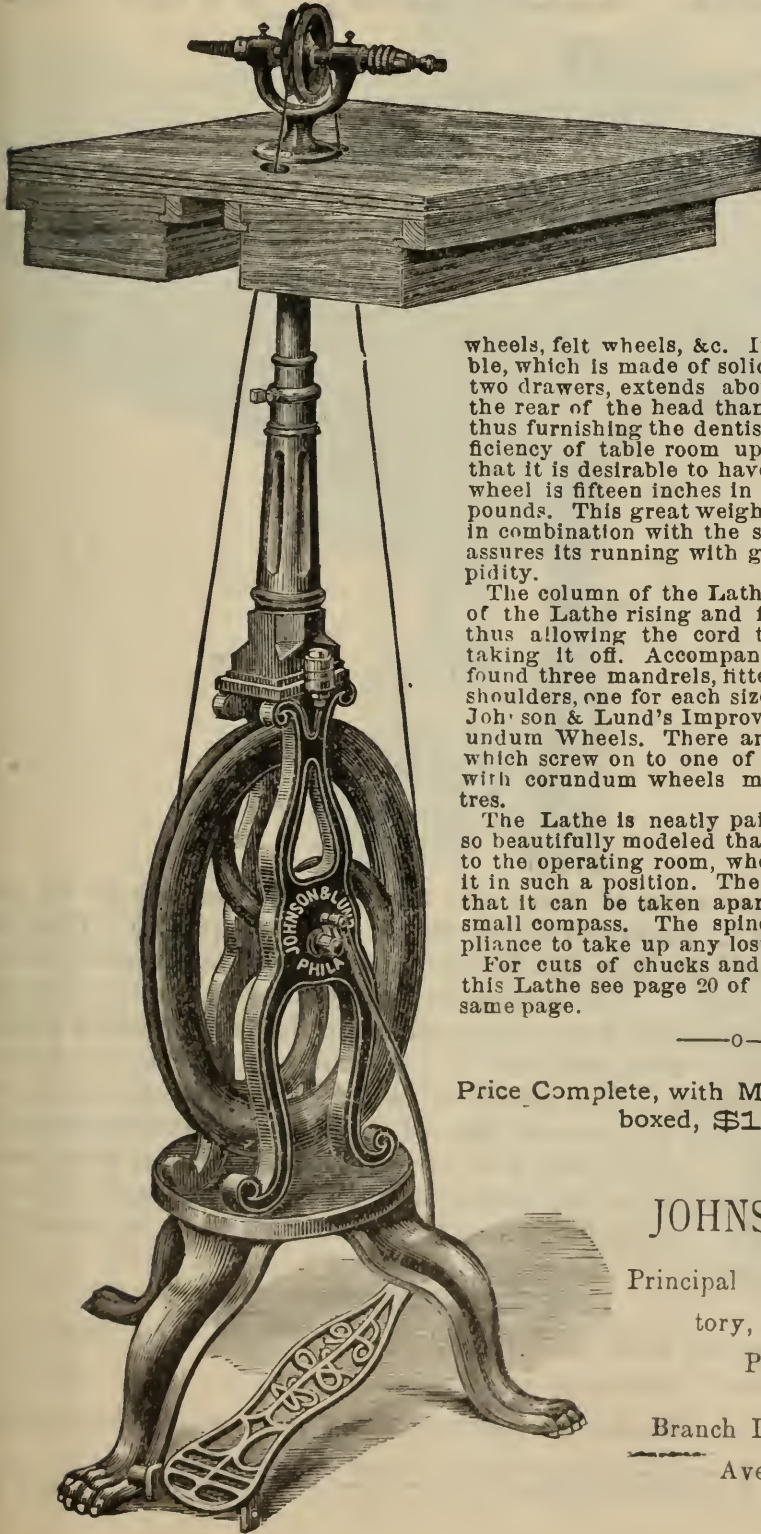 JOHNSON & LUND
PHILA
wheels, felt wheels, &c. I
ble, which is made of solid
two drawers, extends abo
the rear of the head than
thus furnishing the dentis
ficiency of table room up
that it is desirable to have
wheel is fifteen inches in
pounds. This great weigh
in combination with the s
assures its running with g
pidity.
The column of the Lath
of the Lathe rising and f
thus allowing the cord t
taking it off. Accompan
found three mandrels, fitte
shoulders, one for each size
Joh' son & Lund's Improv
undum Wheels. There ar
which screw on to one of
with corundum wheels m
tres.
The Lathe is neatly pai
so beautifully modeled tha
to the operating room, whe
it in such a position. The
that it can be taken apar
small compass. The spin
pliance to take up any los
For cuts of chucks and
this Lathe see page 20 of
same page.
—o—
Price Complete, with M
boxed, $1
JOHNS
Principal
tory,
P
Branch
Ave